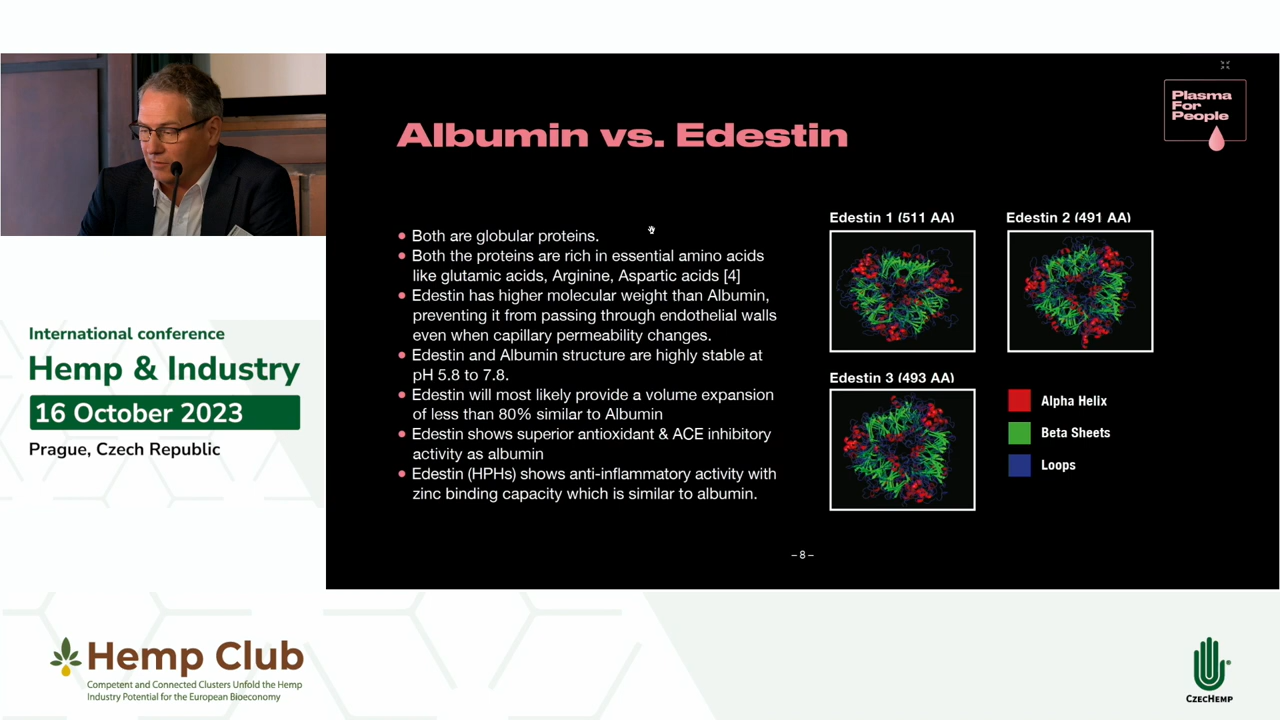 Plasma
For
People
Albumin vs. Edestin
Both are globular proteins.
Both the proteins are rich in essential amino acids
like glutamic acids, Arginine, Aspartic acids [4]
Edestin has higher molecular weight than Albumin,
preventing it from passing through endothelial walls
even when capillary permeability changes.
Edestin and Albumin structure are highly stable at
pH 5.8 to 7.8.
Edestin will most likely provide a volume expansion
of less than 80% similar to Albumin
Edestin shows superior antioxidant & ACE inhibitory
activity as albumin
Edestin (HPHs) shows anti-inflammatory activity with
zinc binding capacity which is similar to albumin.
Edestin 1 (511 AA)
Edestin 2 (491 AA)
Edestin 3 (493 AA)
Alpha Helix
Beta Sheets
Loops
– 8 –
International conference
Hemp & Industry
16 October 2023
Prague, Czech Republic
Hemp Club
Competent and Connected Clusters Unfold the Hemp
Industry Potential for the European Bioeconomy
CZECHEMP